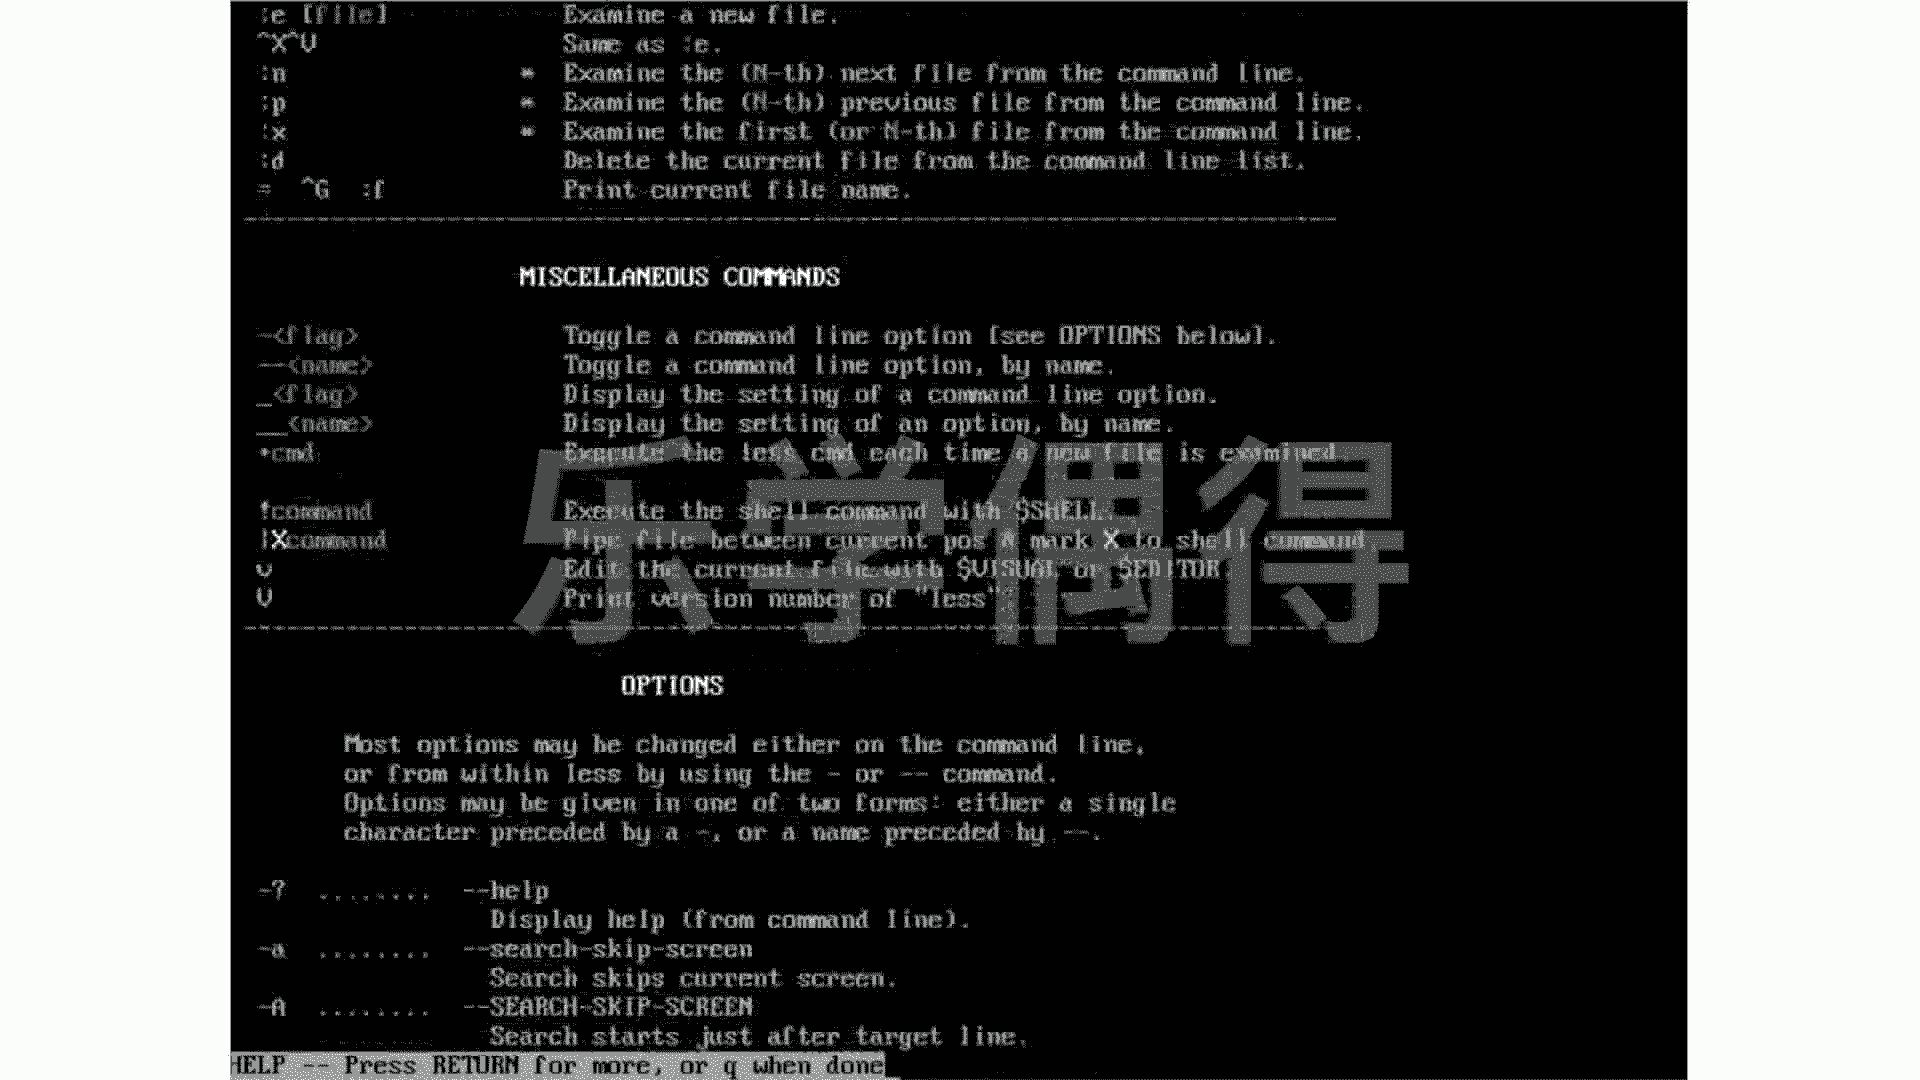 :e [file]                   Examine a new file.
^X^V                     Same as :e.
:n                *  Examine the (N-th) next file from the command line.
:p                *  Examine the (N-th) previous file from the command line.
:x                *  Examine the first (or N-th) file from the command line.
:d                   Delete the current file from the command line list.
=  ^G  :f            Print current file name.
---------------------------------------------------------------------------
MISCELLANEOUS COMMANDS
-<flag>              Toggle a command line option [see OPTIONS below].
--<name>             Toggle a command line option, by name.
_<flag>              Display the setting of a command line option.
__<name>             Display the setting of an option, by name.
+cmd                 Execute the less cmd each time a new file is examined.
!command             Execute the shell command with $SHELL.
|Xcommand            Pipe file between current pos & mark X to shell command.
v                    Edit the current file with $VISUAL or $EDITOR.
V                    Print version number of "less".
---------------------------------------------------------------------------
乐学偶得
OPTIONS
Most options may be changed either on the command line,
or from within less by using the - or -- command.
Options may be given in one of two forms: either a single
character preceded by a -, or a name preceded by --.
-?  ........  --help
Display help (from command line).
-a  ........  --search-skip-screen
Search skips current screen.
-A  ........  --SEARCH-SKIP-SCREEN
Search starts just after target line.
HELP -- Press RETURN for more, or q when done